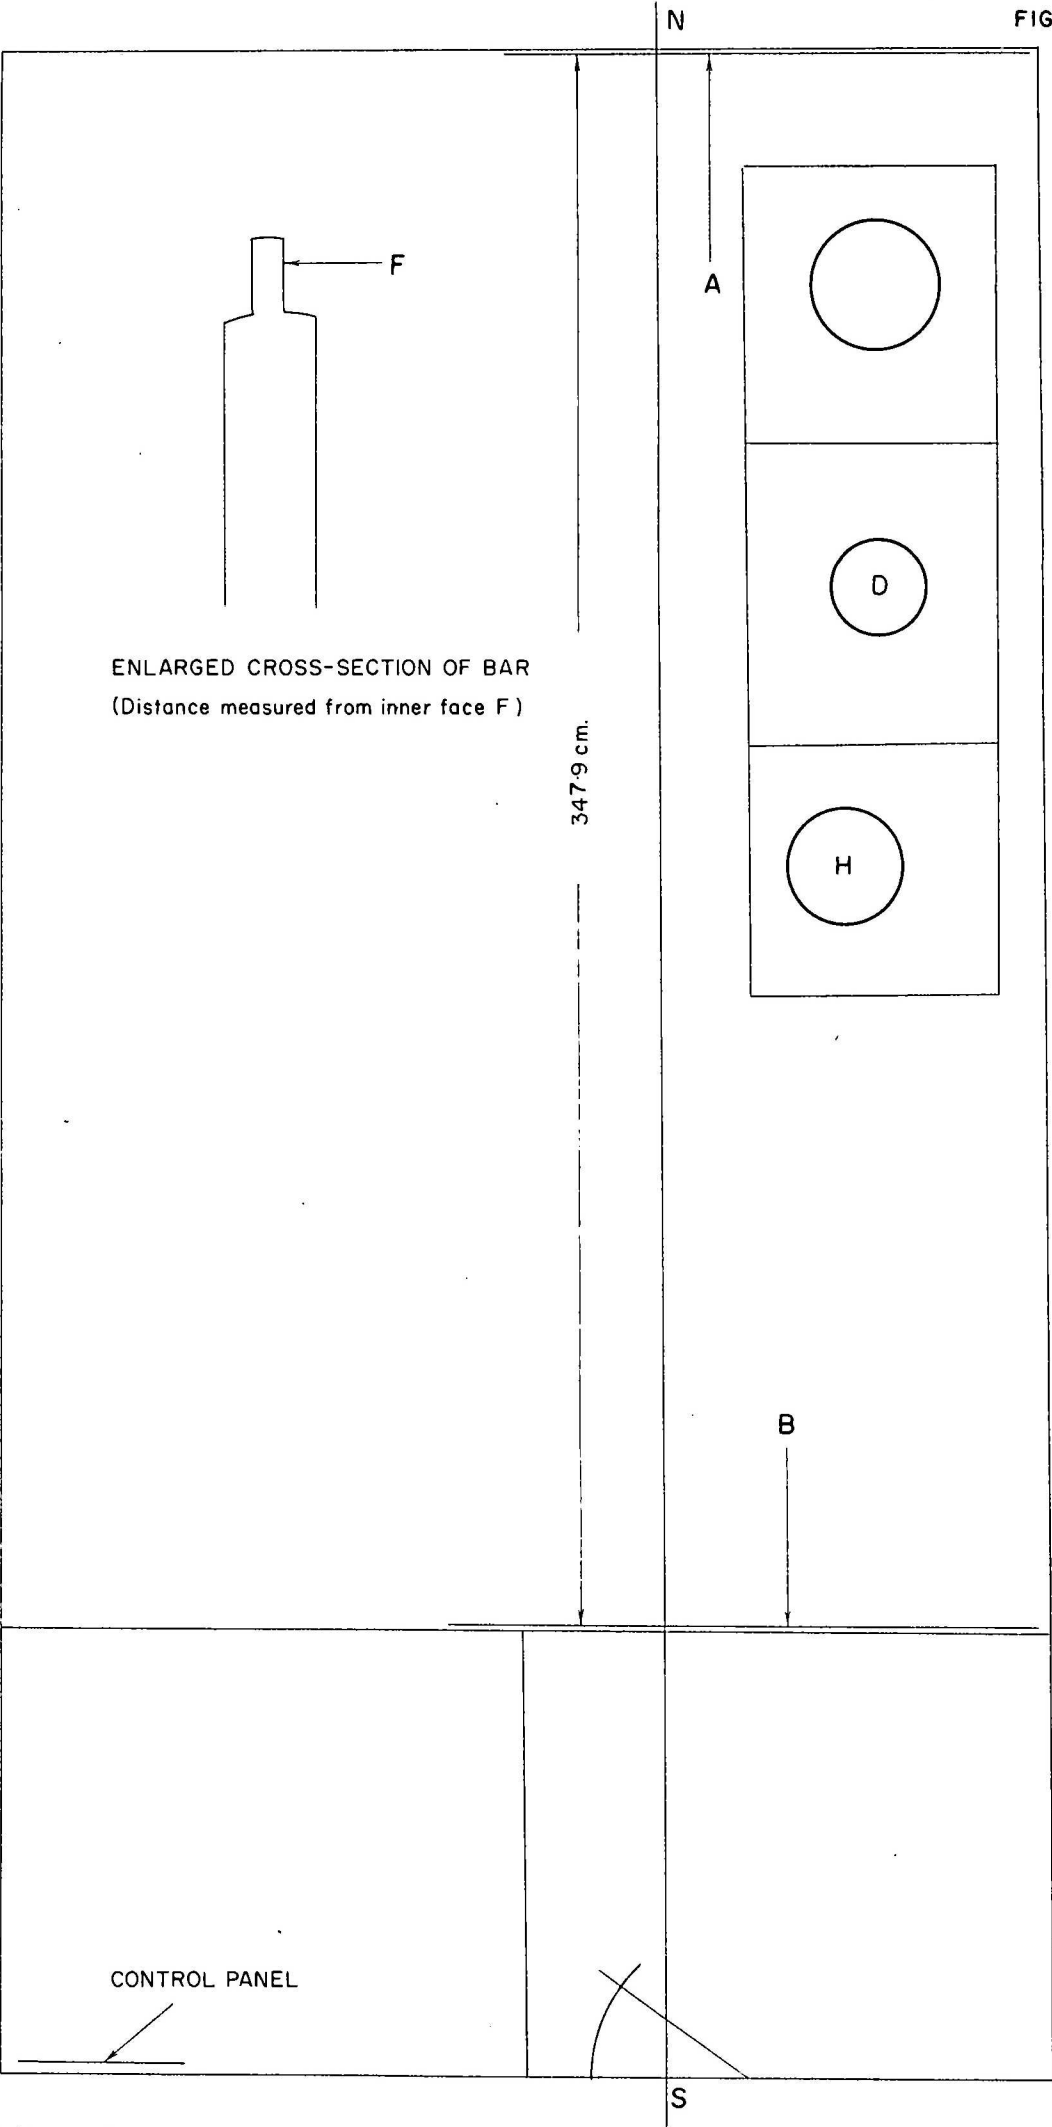 N
FIG
F
A
D
ENLARGED CROSS-SECTION OF BAR
(Distance measured from inner face F)
347·9 cm.
H
B
CONTROL PANEL
S